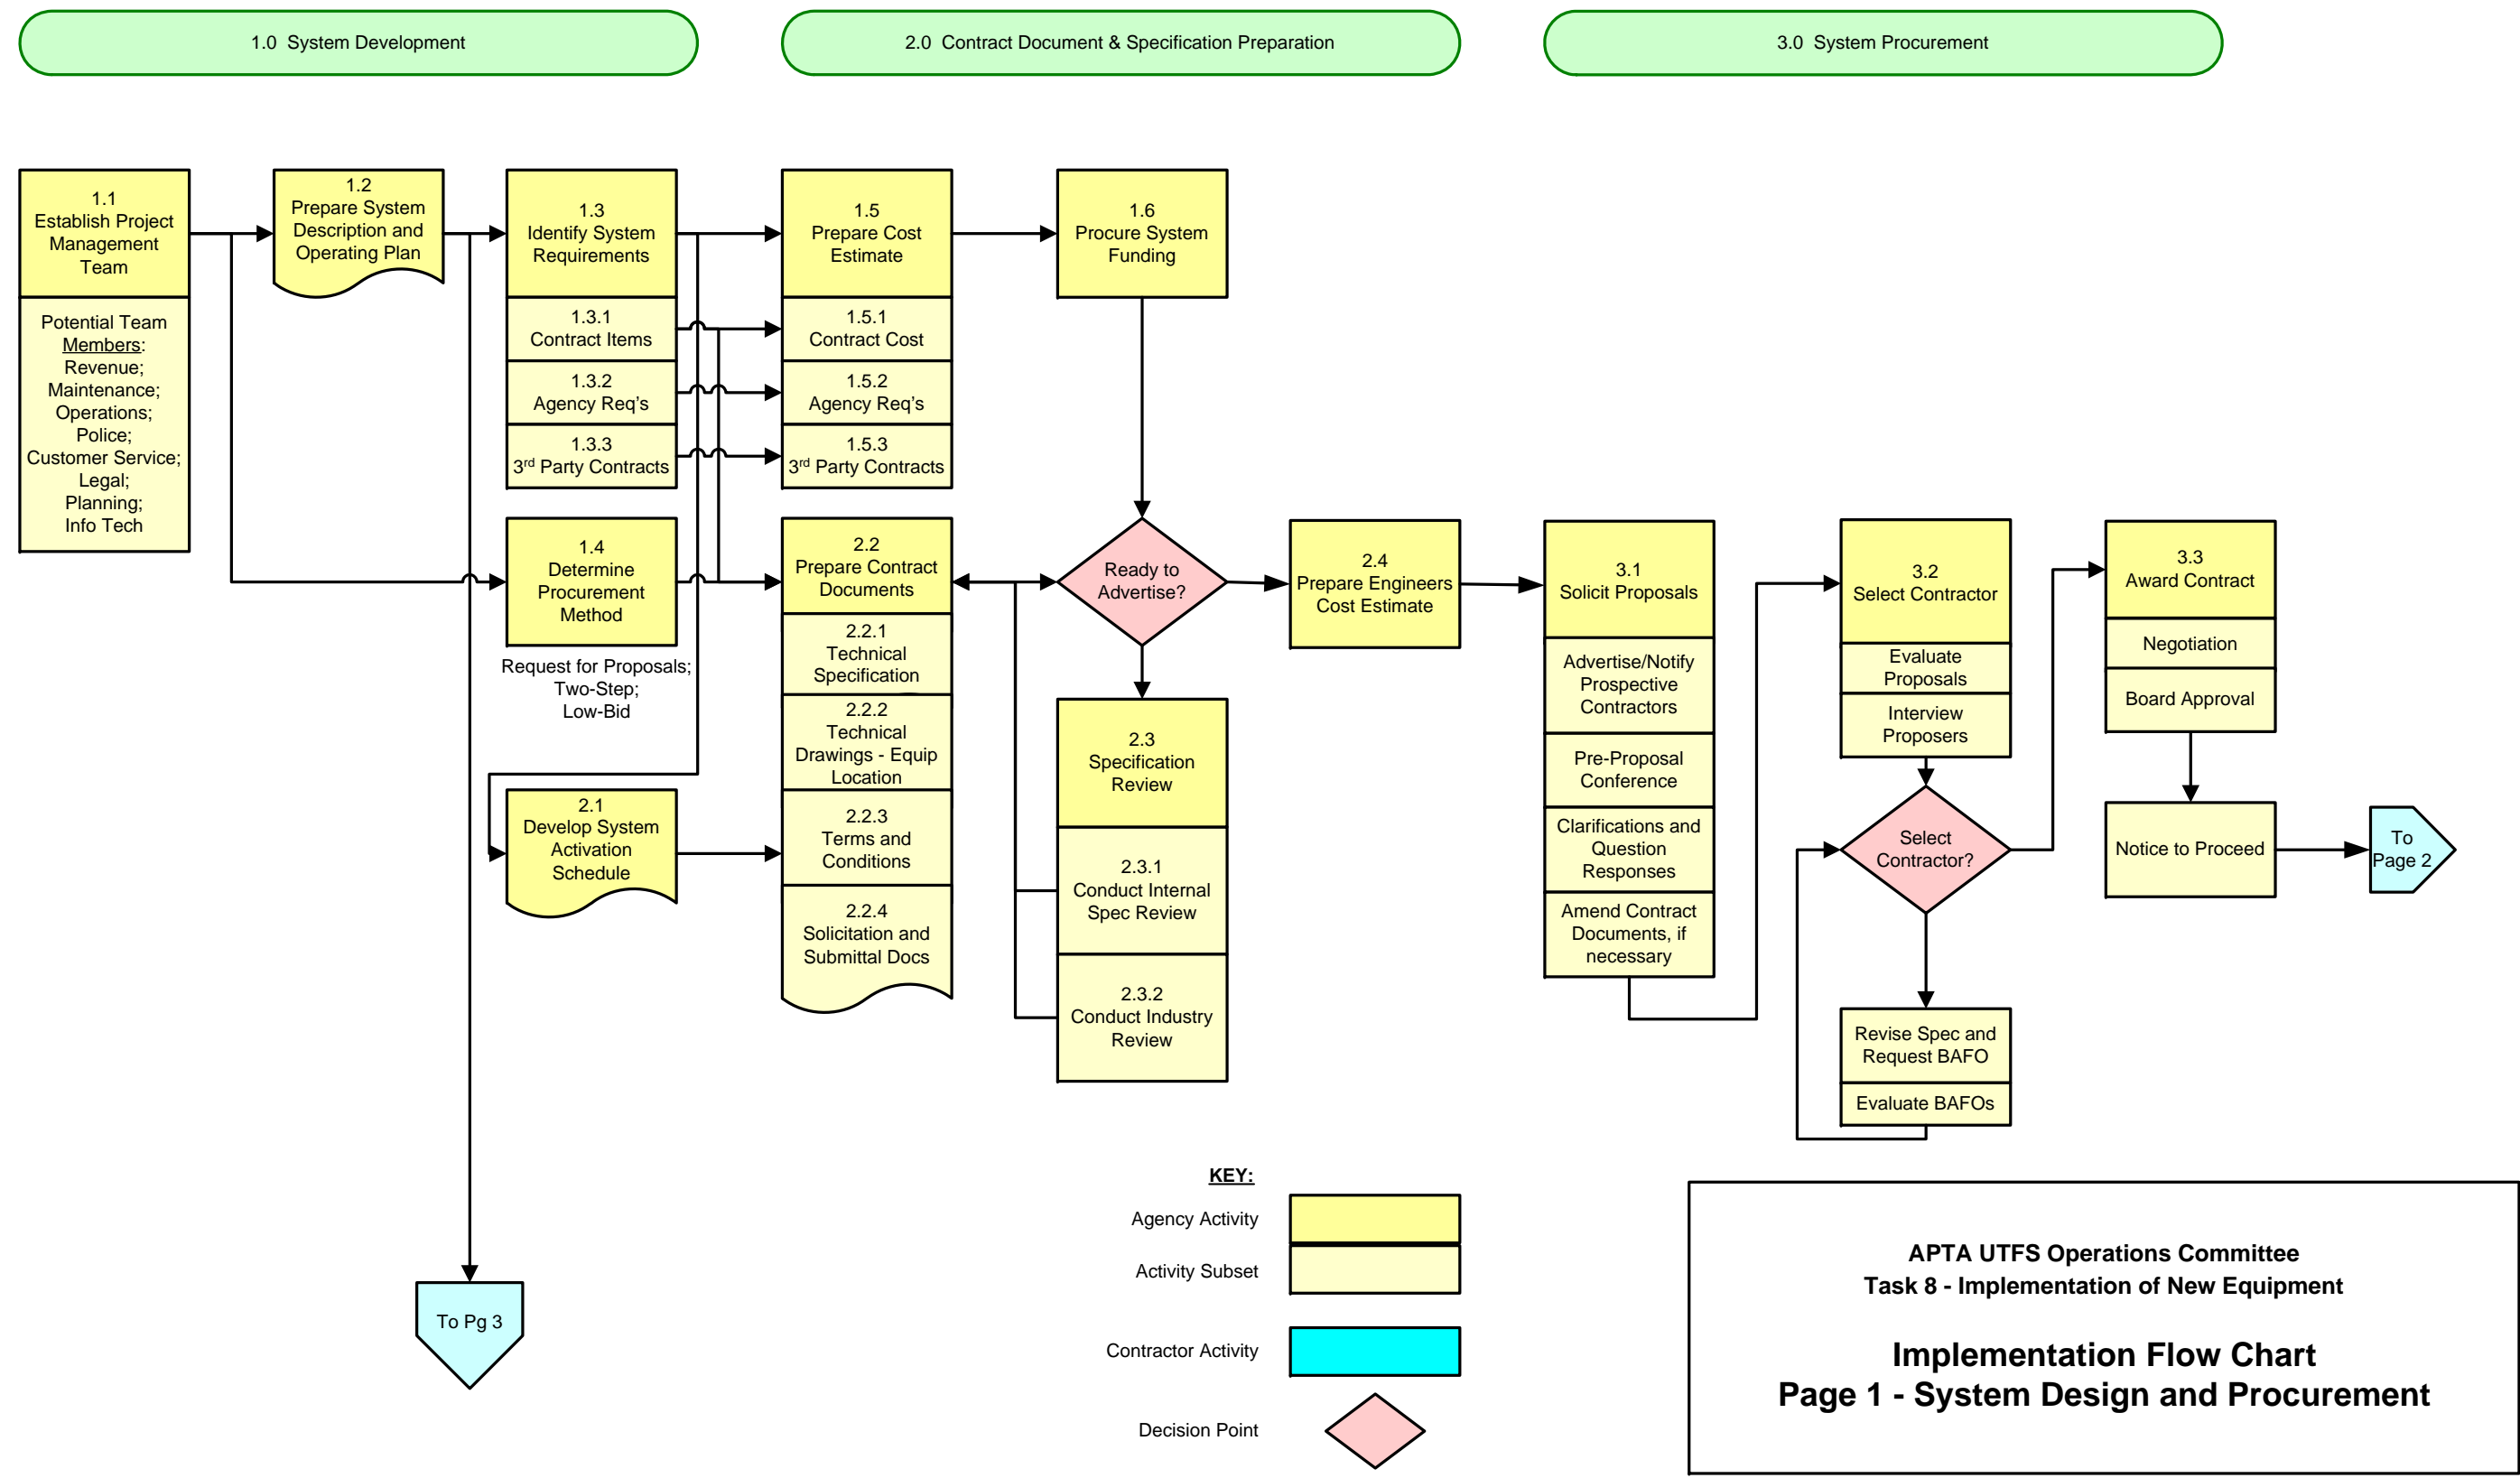 1.0  System Development
2.0  Contract Document & Specification Preparation
3.0  System Procurement
1.1
Establish Project
Management
Team
Potential Team
Members:
Revenue;
Maintenance;
Operations;
Police;
Customer Service;
Legal;
Planning;
Info Tech
1.2
Prepare System
Description and
Operating Plan
1.3
Identify System
Requirements
1.3.1
Contract Items
1.3.2
Agency Req’s
1.3.3
3rd Party Contracts
1.4
Determine
Procurement
Method
Request for Proposals;
Two-Step;
Low-Bid
2.1
Develop System
Activation
Schedule
1.5
Prepare Cost
Estimate
1.5.1
Contract Cost
1.5.2
Agency Req’s
1.5.3
3rd Party Contracts
2.2
Prepare Contract
Documents
2.2.1
Technical
Specification
2.2.2
Technical
Drawings - Equip
Location
2.2.3
Terms and
Conditions
2.2.4
Solicitation and
Submittal Docs
1.6
Procure System
Funding
Ready to
Advertise?
2.3
Specification
Review
2.3.1
Conduct Internal
Spec Review
2.3.2
Conduct Industry
Review
2.4
Prepare Engineers
Cost Estimate
3.1
Solicit Proposals
Advertise/Notify
Prospective
Contractors
Pre-Proposal
Conference
Clarifications and
Question
Responses
Amend Contract
Documents, if
necessary
3.2
Select Contractor
Evaluate
Proposals
Interview
Proposers
Select
Contractor?
Revise Spec and
Request BAFO
Evaluate BAFOs
3.3
Award Contract
Negotiation
Board Approval
Notice to Proceed
To
Page 2
To Pg 3
KEY:
Agency Activity
Activity Subset
Contractor Activity
Decision Point
APTA UTFS Operations Committee
Task 8 - Implementation of New Equipment
Implementation Flow Chart
Page 1 - System Design and Procurement